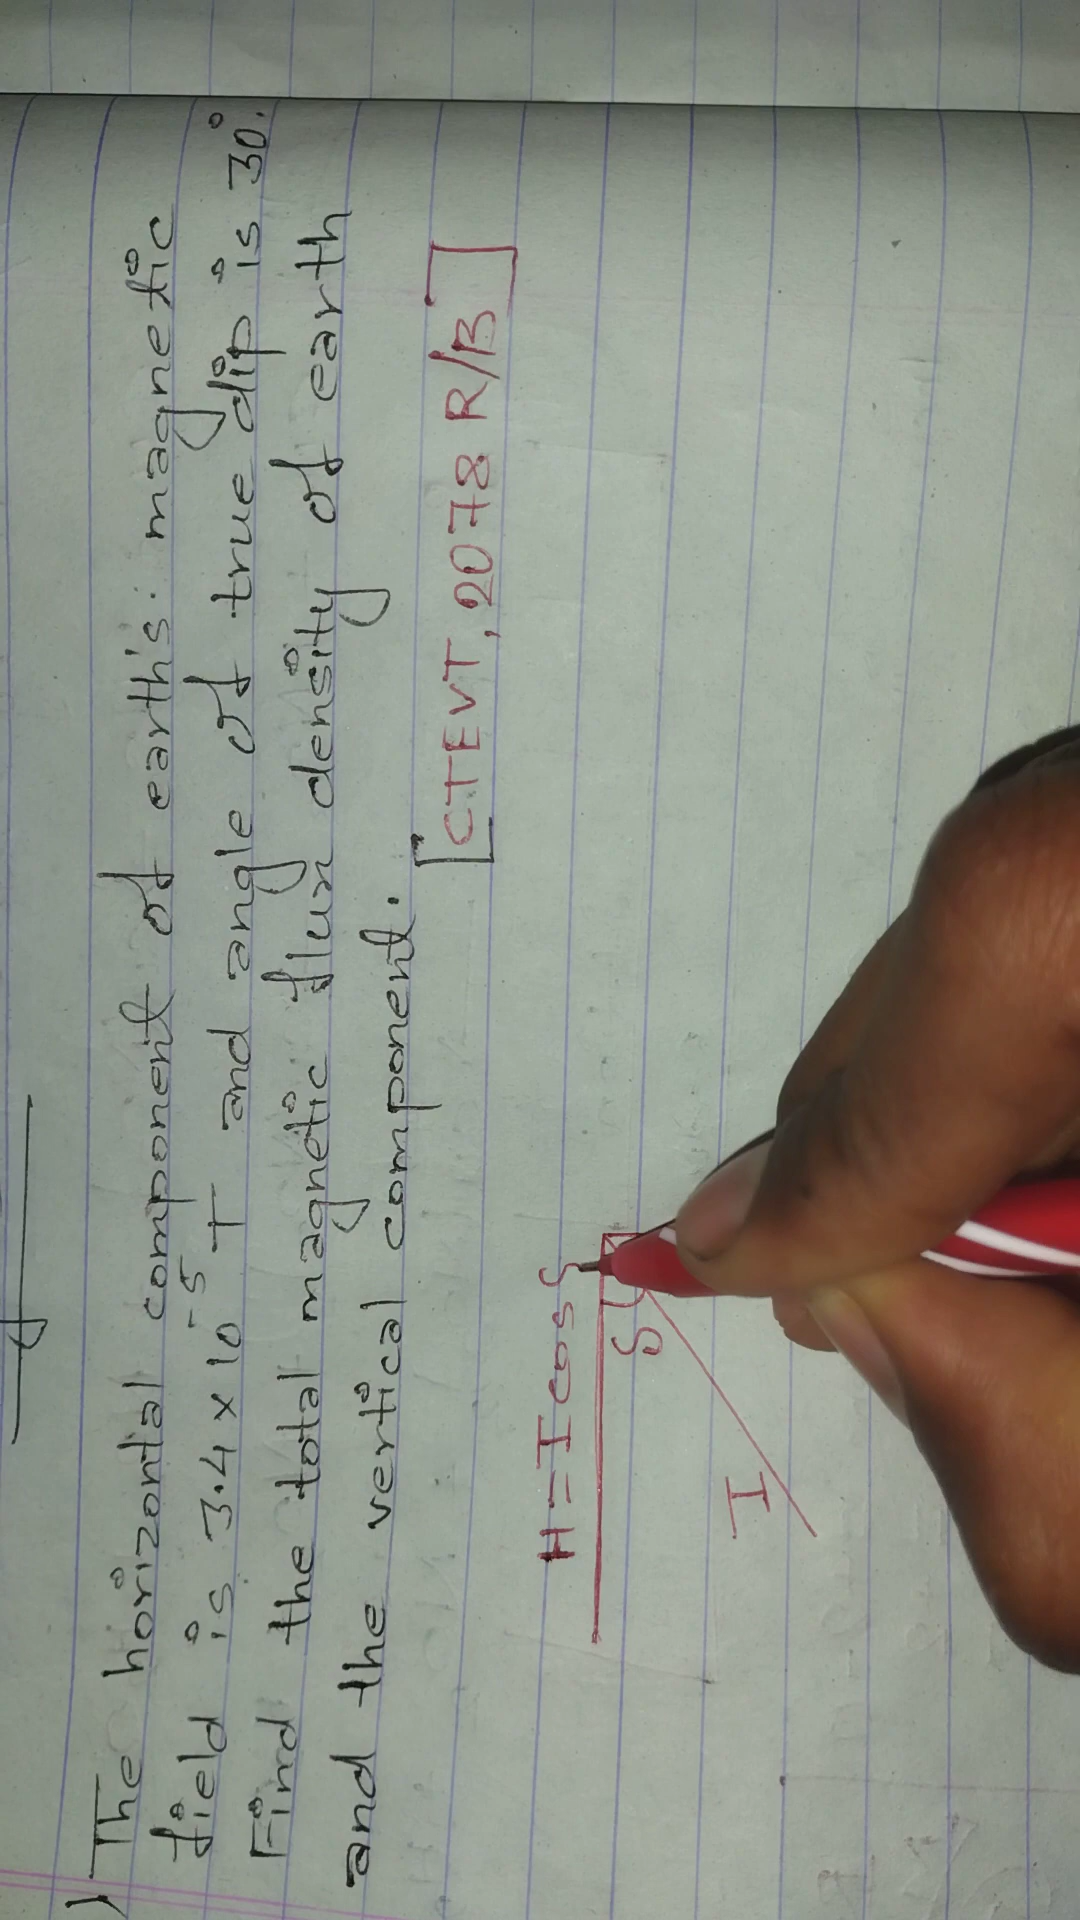 ) The horizontal component of earth's magnetic
field is 3.4 × 10⁻⁵ T and angle of true dip is 30°.
Find the total magnetic flux density of earth
and the vertical component.
[CTEVT, 2078 R/B]
H = I cos
δ
I